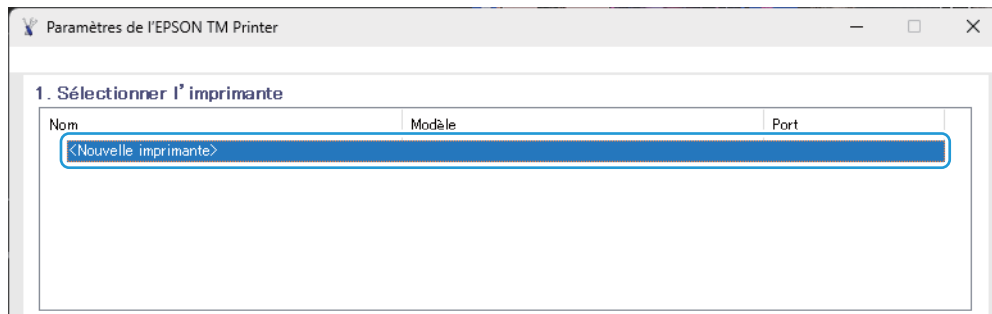 Paramètres de l'EPSON TM Printer
1. Sélectionner l'imprimante
Nom Modèle Port
<Nouvelle imprimante>